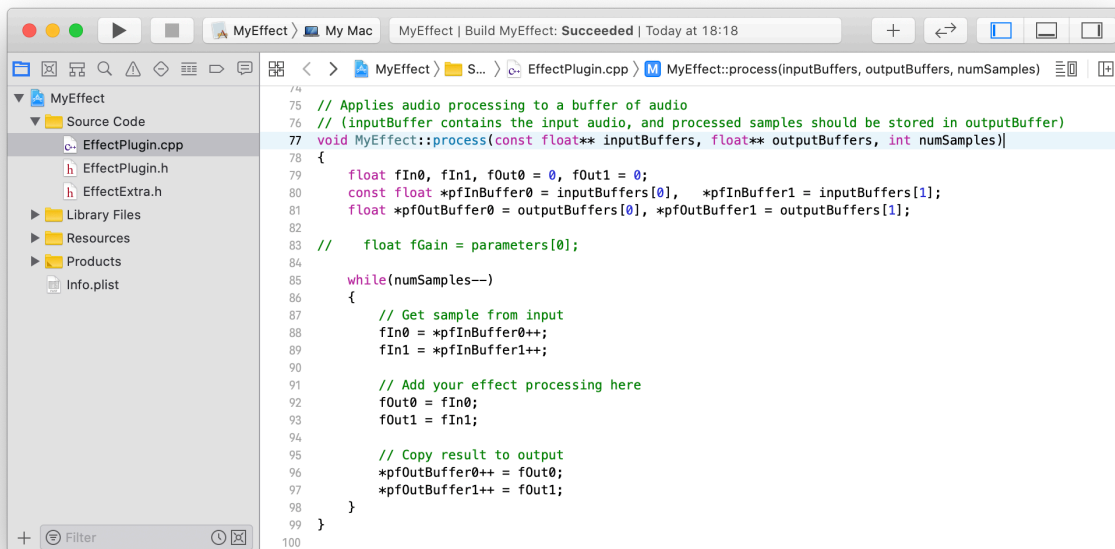 MyEffect 〉 My Mac
MyEffect | Build MyEffect: Succeeded | Today at 18:18
MyEffect 〉 S... 〉 EffectPlugin.cpp 〉 M MyEffect::process(inputBuffers, outputBuffers, numSamples)
MyEffect
Source Code
C++ EffectPlugin.cpp
h EffectPlugin.h
h EffectExtra.h
Library Files
Resources
Products
Info.plist
Filter
74
75 // Applies audio processing to a buffer of audio
76 // (inputBuffer contains the input audio, and processed samples should be stored in outputBuffer)
77 void MyEffect::process(const float** inputBuffers, float** outputBuffers, int numSamples)
78 {
79     float fIn0, fIn1, fOut0 = 0, fOut1 = 0;
80     const float *pfInBuffer0 = inputBuffers[0],   *pfInBuffer1 = inputBuffers[1];
81     float *pfOutBuffer0 = outputBuffers[0], *pfOutBuffer1 = outputBuffers[1];
82
83 //    float fGain = parameters[0];
84
85     while(numSamples--)
86     {
87         // Get sample from input
88         fIn0 = *pfInBuffer0++;
89         fIn1 = *pfInBuffer1++;
90
91         // Add your effect processing here
92         fOut0 = fIn0;
93         fOut1 = fIn1;
94
95         // Copy result to output
96         *pfOutBuffer0++ = fOut0;
97         *pfOutBuffer1++ = fOut1;
98     }
99 }
100